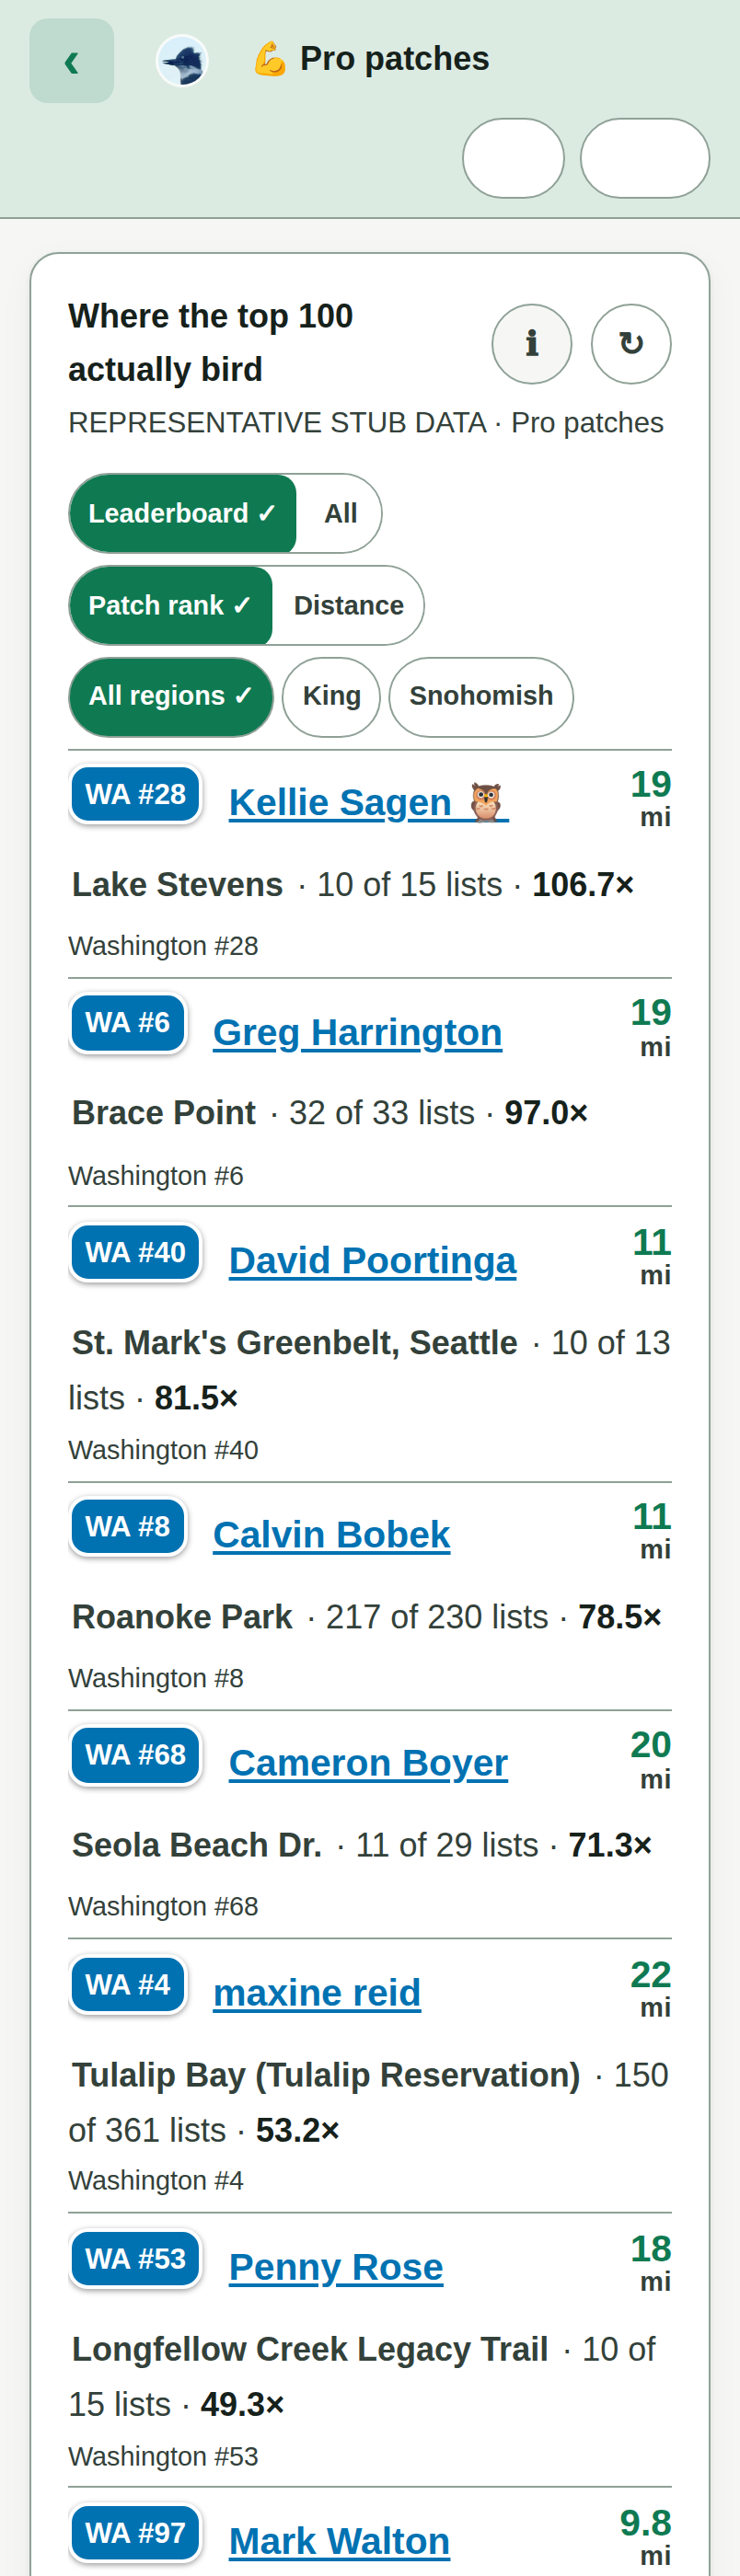 ‹ 💪 Pro patches
Where the top 100
actually bird
ℹ ↻
REPRESENTATIVE STUB DATA · Pro patches
Leaderboard ✓ All
Patch rank ✓ Distance
All regions ✓ King Snohomish
WA #28 Kellie Sagen 🦉 19
mi
Lake Stevens · 10 of 15 lists · 106.7×
Washington #28
WA #6 Greg Harrington 19
mi
Brace Point · 32 of 33 lists · 97.0×
Washington #6
WA #40 David Poortinga 11
mi
St. Mark's Greenbelt, Seattle · 10 of 13
lists · 81.5×
Washington #40
WA #8 Calvin Bobek 11
mi
Roanoke Park · 217 of 230 lists · 78.5×
Washington #8
WA #68 Cameron Boyer 20
mi
Seola Beach Dr. · 11 of 29 lists · 71.3×
Washington #68
WA #4 maxine reid 22
mi
Tulalip Bay (Tulalip Reservation) · 150
of 361 lists · 53.2×
Washington #4
WA #53 Penny Rose 18
mi
Longfellow Creek Legacy Trail · 10 of
15 lists · 49.3×
Washington #53
WA #97 Mark Walton 9.8
mi